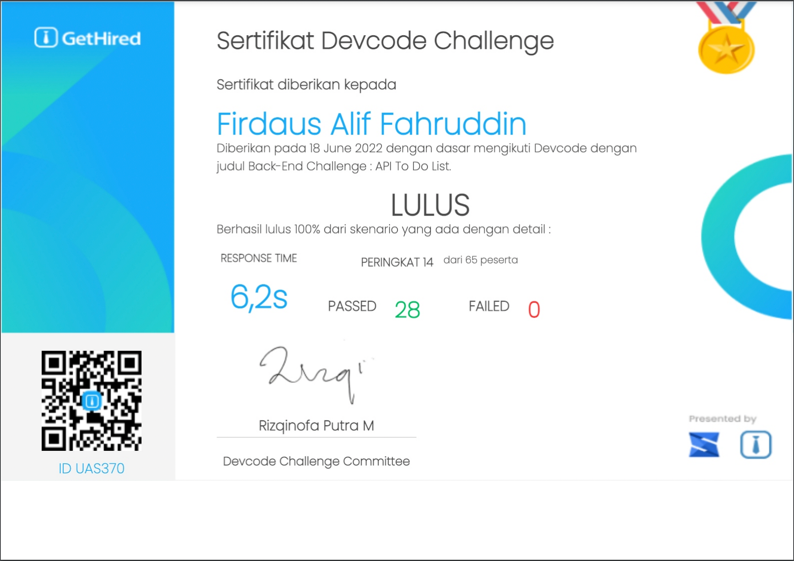 GetHired
Sertifikat Devcode Challenge
Sertifikat diberikan kepada
Firdaus Alif Fahruddin
Diberikan pada 18 June 2022 dengan dasar mengikuti Devcode dengan
judul Back-End Challenge : API To Do List.
LULUS
Berhasil lulus 100% dari skenario yang ada dengan detail :
RESPONSE TIME
PERINGKAT 14 dari 65 peserta
6,2s
PASSED 28 FAILED 0
Rizqi
Rizqinofa Putra M
Devcode Challenge Committee
ID UAS370
Presented by